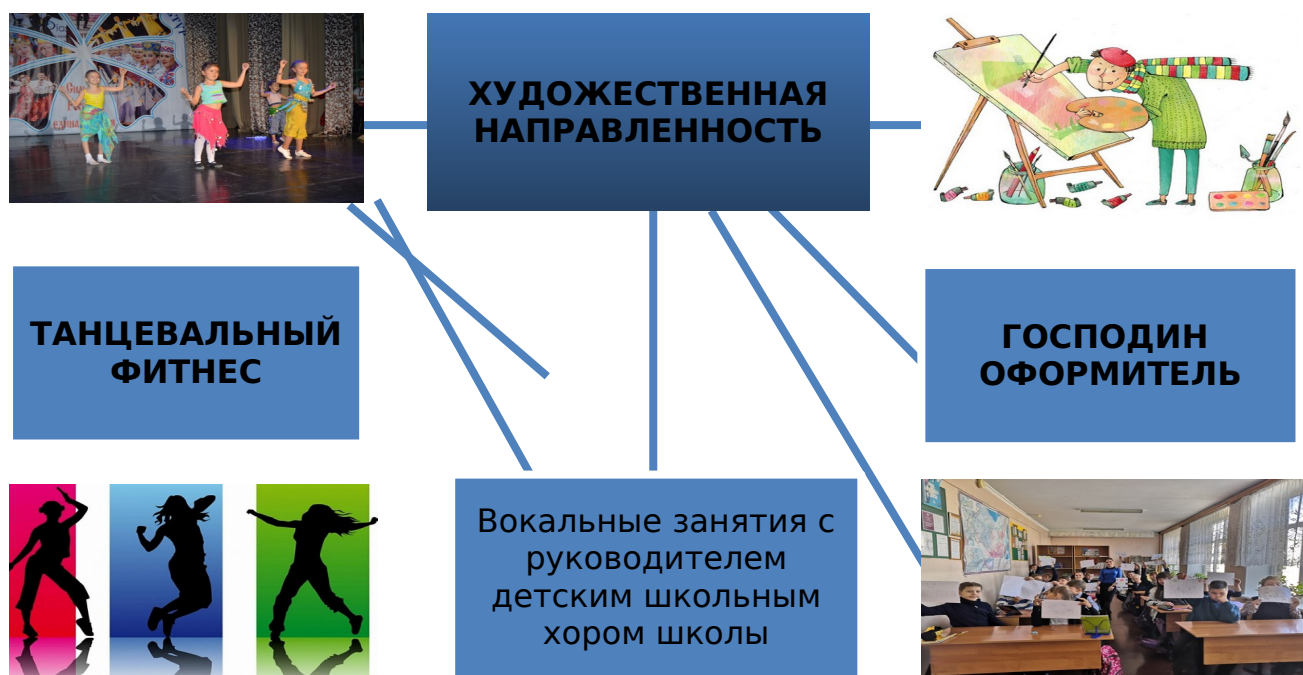 ХУДОЖЕСТВЕННАЯ
НАПРАВЛЕННОСТЬ
ТАНЦЕВАЛЬНЫЙ
ФИТНЕС
ГОСПОДИН
ОФОРМИТЕЛЬ
Вокальные занятия с
руководителем
детским школьным
хором школы